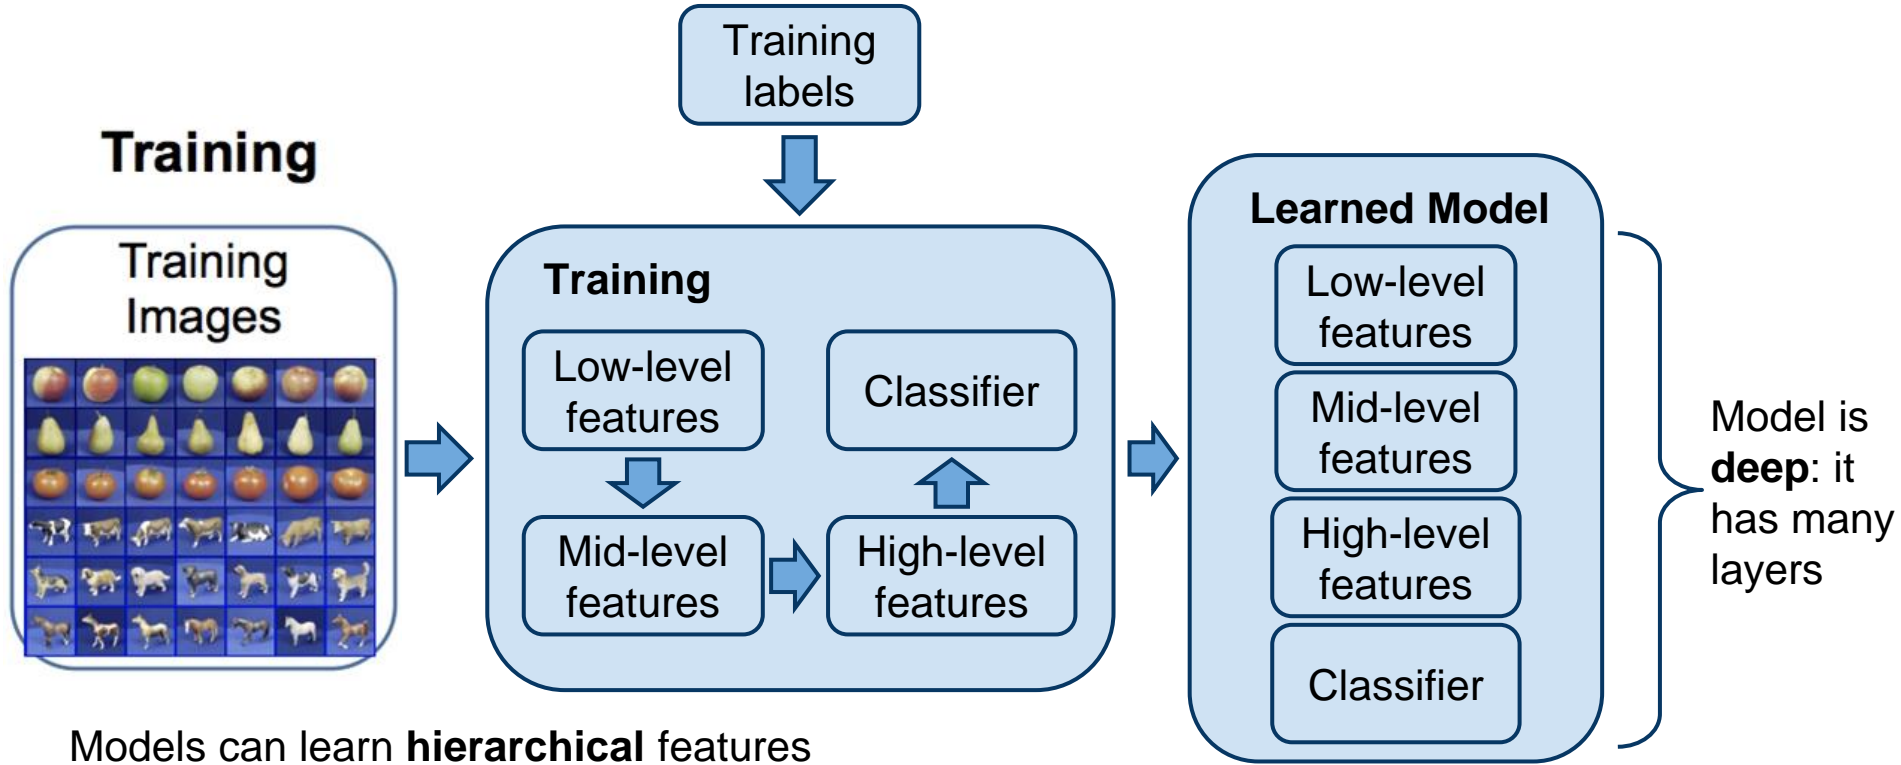 Training
labels
Training
Training
Images
Training
Low-level
features
Classifier
Mid-level
features
High-level
features
Learned Model
Low-level
features
Mid-level
features
High-level
features
Classifier
Model is
deep: it
has many
layers
Models can learn hierarchical features